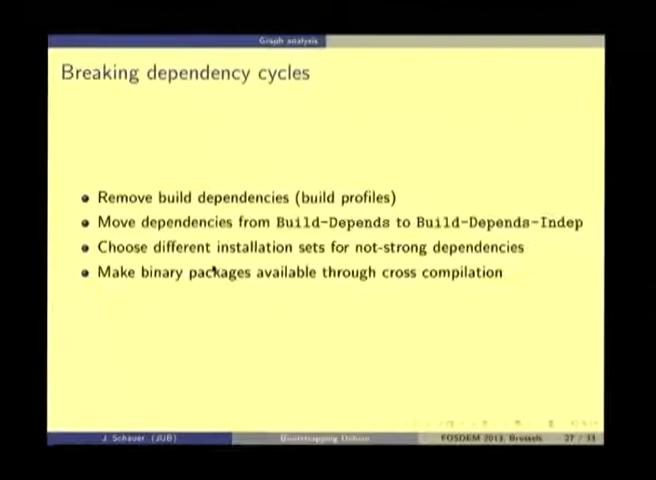 Graph analysis
Breaking dependency cycles
Remove build dependencies (build profiles)
Move dependencies from Build-Depends to Build-Depends-Indep
Choose different installation sets for not-strong dependencies
Make binary packages available through cross compilation
J. Schauer (JUB)
Bootstrapping Debian
FOSDEM 2013, Brussels
27 / 33